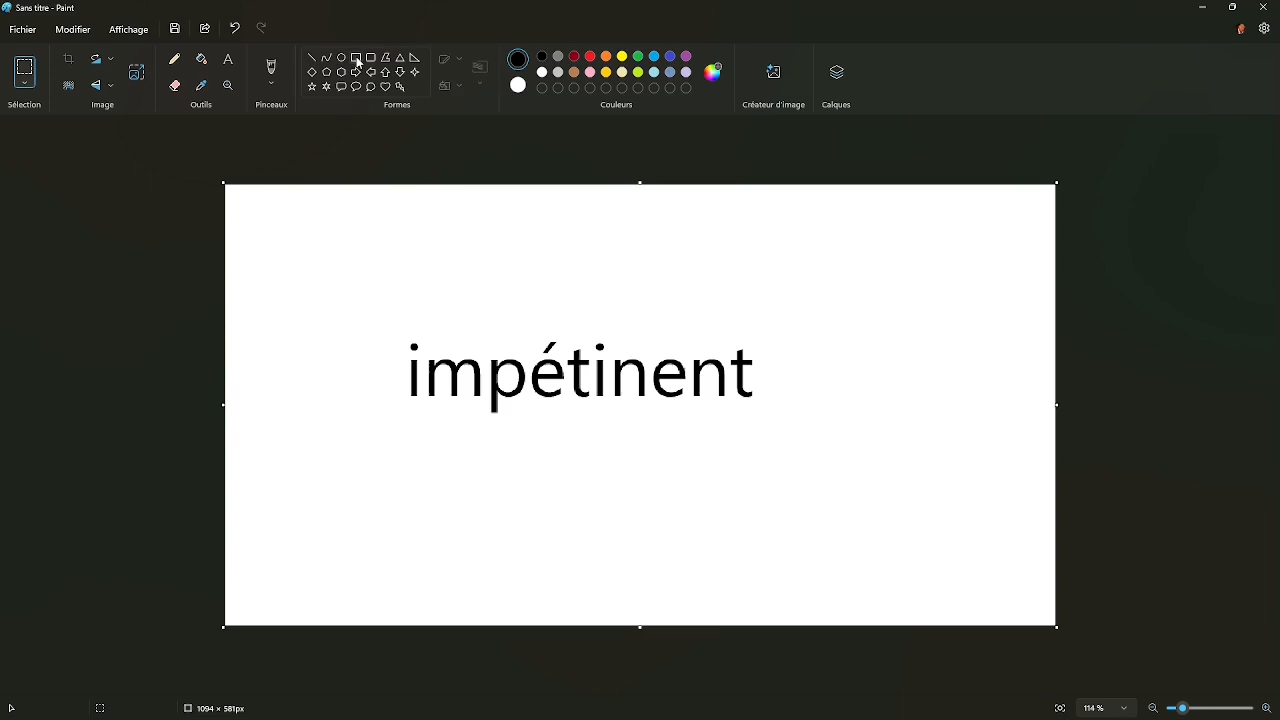 Sans titre - Paint
Fichier Modifier Affichage
Sélection Image Outils Pinceaux Formes Couleurs Créateur d'image Calques
impétinent
1094 × 581px 114 %